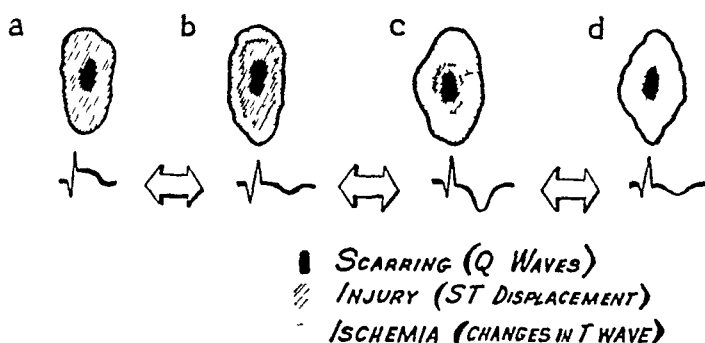 a b c d
SCARRING (Q WAVES)
INJURY (ST DISPLACEMENT)
ISCHEMIA (CHANGES IN T WAVE)